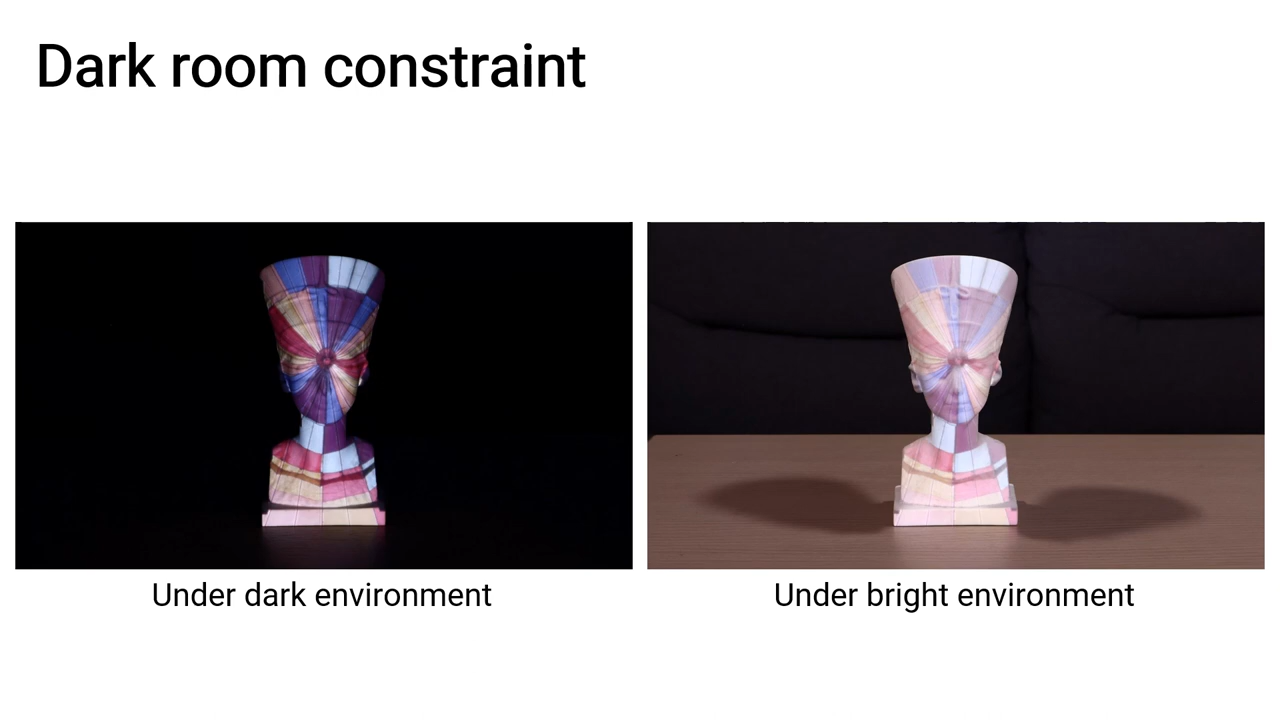 Dark room constraint
Under dark environment
Under bright environment